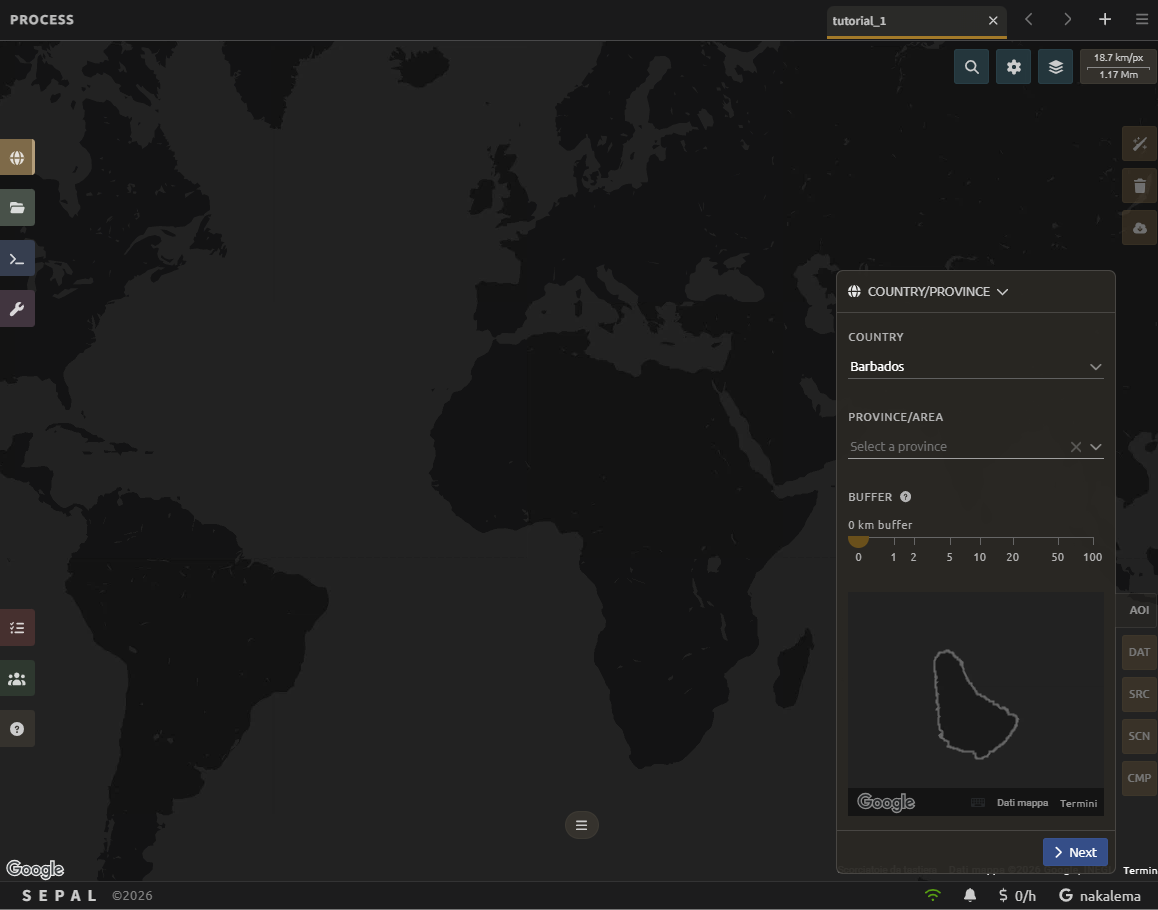 PROCESS
tutorial_1
18.7 km/px
1.17 Mm
COUNTRY/PROVINCE
COUNTRY
Barbados
PROVINCE/AREA
Select a province
BUFFER
0 km buffer
0 1 2 5 10 20 50 100
AOI
DAT
SRC
SCN
CMP
Google
Dati mappa
Termini
Next
Google
Termin
SEPAL ©2026
$ 0/h
nakalema